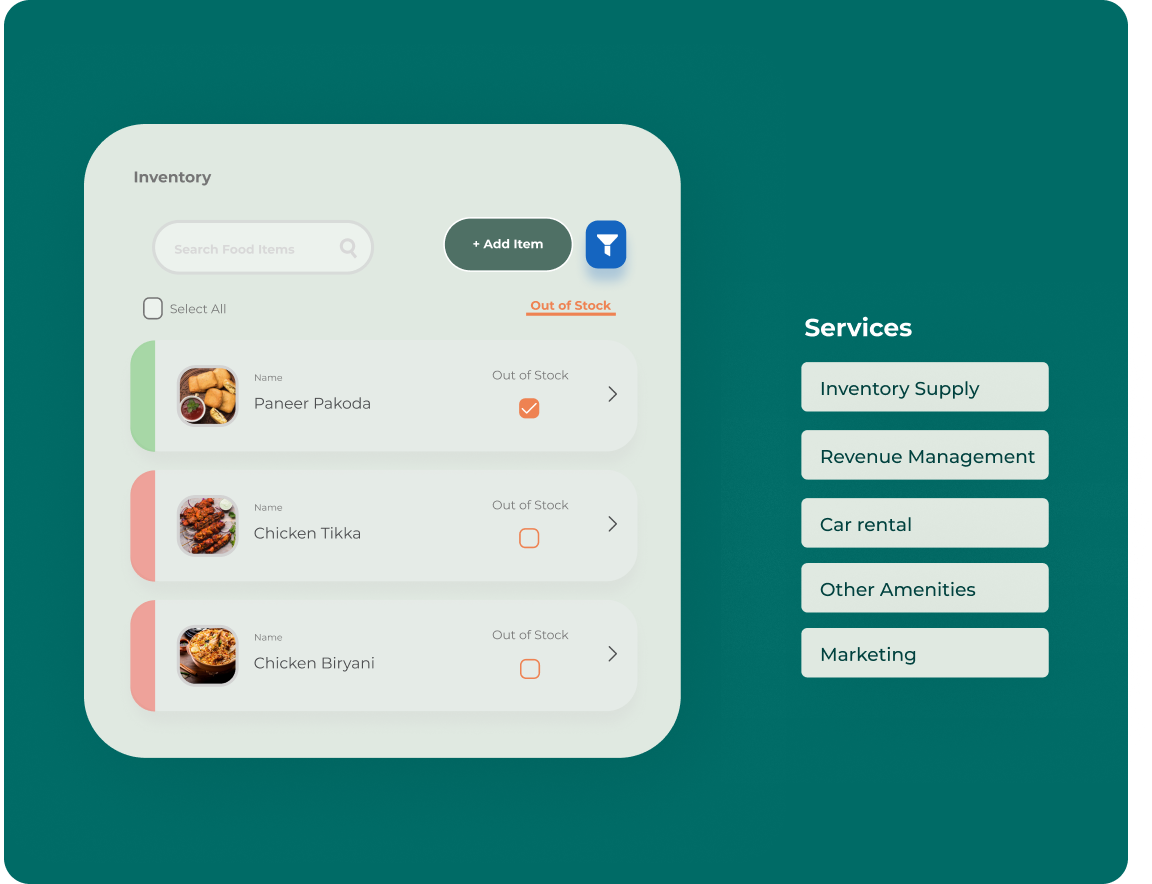 Inventory
Search Food Items
+ Add Item
Select All
Out of Stock
Name
Paneer Pakoda
Out of Stock
Name
Chicken Tikka
Out of Stock
Name
Chicken Biryani
Out of Stock
Services
Inventory Supply
Revenue Management
Car rental
Other Amenities
Marketing